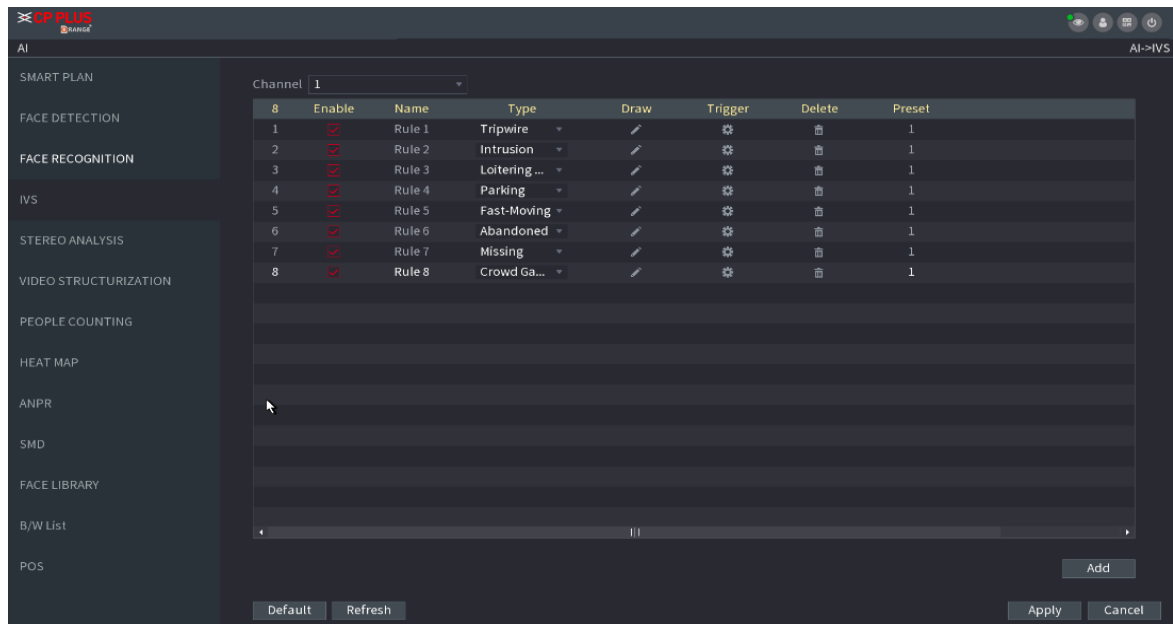 CP PLUS
ORANGE
AI
AI->IVS
SMART PLAN
FACE DETECTION
FACE RECOGNITION
IVS
STEREO ANALYSIS
VIDEO STRUCTURIZATION
PEOPLE COUNTING
HEAT MAP
ANPR
SMD
FACE LIBRARY
B/W List
POS
Channel 1
8 Enable Name Type Draw Trigger Delete Preset
1 Rule 1 Tripwire 1
2 Rule 2 Intrusion 1
3 Rule 3 Loitering ... 1
4 Rule 4 Parking 1
5 Rule 5 Fast-Moving 1
6 Rule 6 Abandoned 1
7 Rule 7 Missing 1
8 Rule 8 Crowd Ga... 1
Add
Default Refresh Apply Cancel